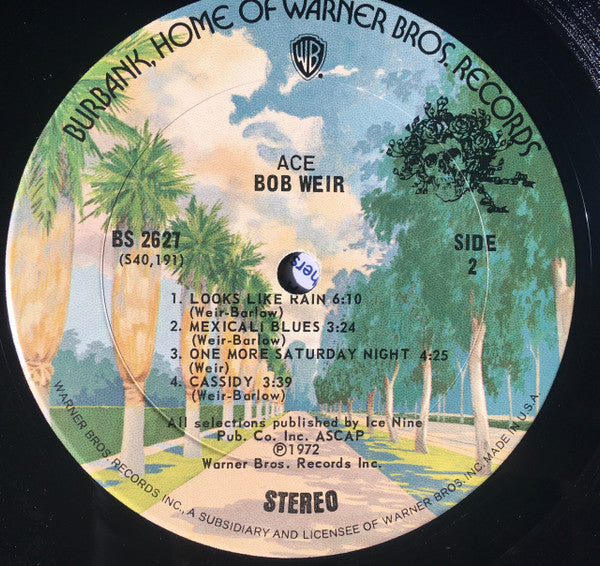 BURBANK, HOME OF WARNER BROS. RECORDS
WB
ACE
BOB WEIR
BS 2627
(S40,191)
SIDE
2
hers
1. LOOKS LIKE RAIN 6:10
(Weir-Barlow)
2. MEXICALI BLUES 3:24
(Weir-Barlow)
3. ONE MORE SATURDAY NIGHT 4:25
(Weir)
4. CASSIDY 3:39
(Weir-Barlow)
All selections published by Ice Nine
Pub. Co. Inc. ASCAP
Ⓟ1972
Warner Bros. Records Inc.
STEREO
WARNER BROS. RECORDS INC., A SUBSIDIARY AND LICENSEE OF WARNER BROS. INC. MADE IN U.S.A.